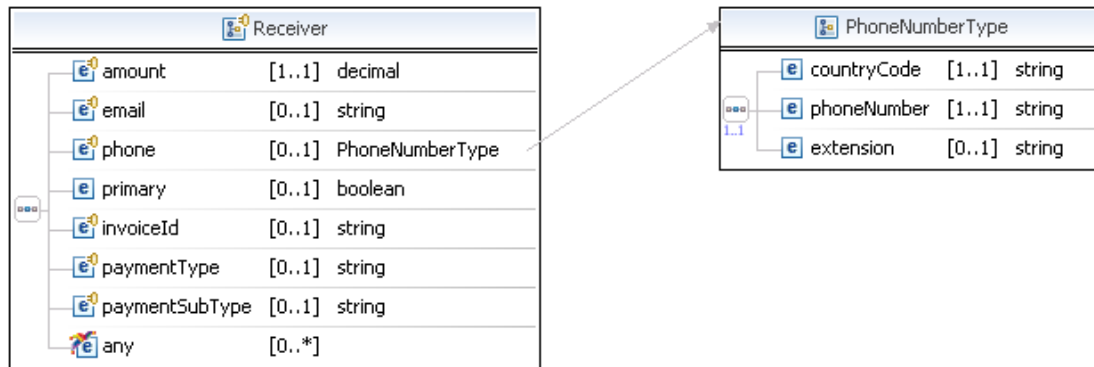 Receiver
amount [1..1] decimal
email [0..1] string
phone [0..1] PhoneNumberType
primary [0..1] boolean
invoiceId [0..1] string
paymentType [0..1] string
paymentSubType [0..1] string
any [0..*]
PhoneNumberType
countryCode [1..1] string
phoneNumber [1..1] string
1..1
extension [0..1] string